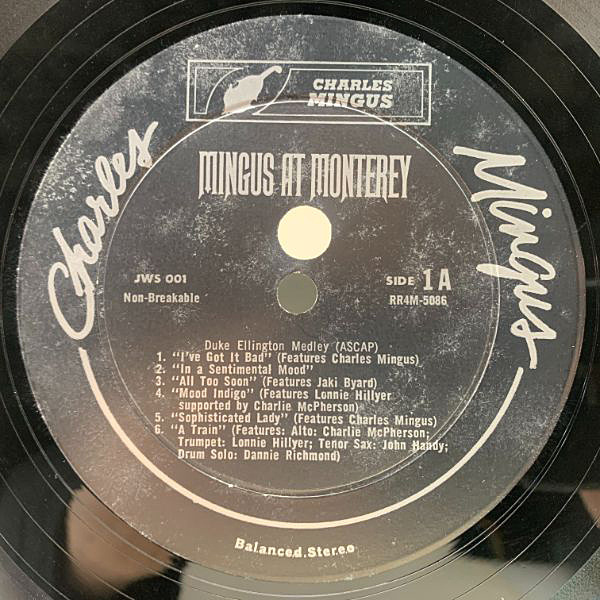 CHARLES
MINGUS
Charles
Mingus
MINGUS AT MONTEREY
JWS 001
Non-Breakable
SIDE 1A
RR4M-5086
Duke Ellington Medley (ASCAP)
1. "I've Got It Bad" (Features Charles Mingus)
2. "In a Sentimental Mood"
3. "All Too Soon" (Features Jaki Byard)
4. "Mood Indigo" (Features Lonnie Hillyer
supported by Charlie McPherson)
5. "Sophisticated Lady" (Features Charles Mingus)
6. "A Train" (Features: Alto: Charlie McPherson;
Trumpet: Lonnie Hillyer; Tenor Sax: John Handy;
Drum Solo: Dannie Richmond)
Balanced Stereo